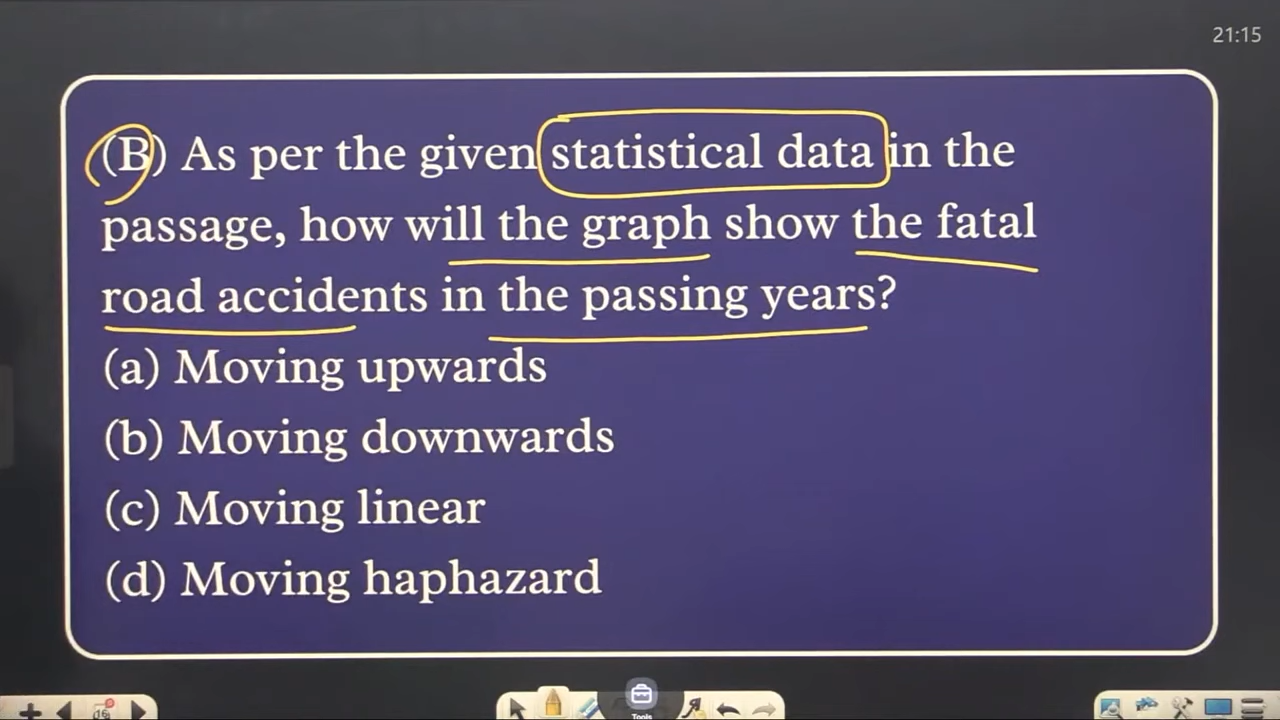 21:15
(B) As per the given statistical data in the
passage, how will the graph show the fatal
road accidents in the passing years?
(a) Moving upwards
(b) Moving downwards
(c) Moving linear
(d) Moving haphazard
Tools